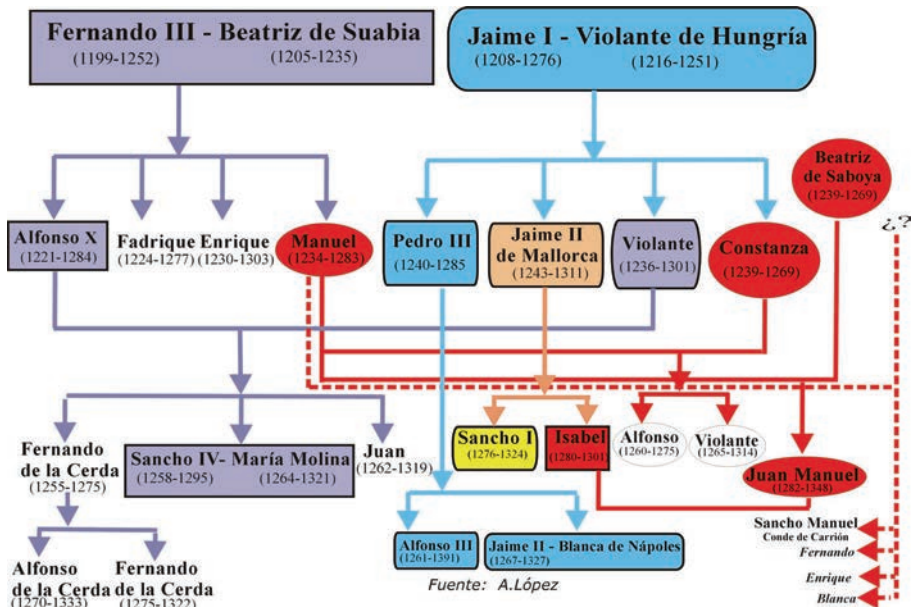 Fernando III - Beatriz de Suabia
(1199-1252) (1205-1235)
Jaime I - Violante de Hungría
(1208-1276) (1216-1251)
Beatriz
de Saboya
(1239-1269)
¿?
Alfonso X
(1221-1284)
Fadrique
(1224-1277)
Enrique
(1230-1303)
Manuel
(1234-1283)
Pedro III
(1240-1285
Jaime II
de Mallorca
(1243-1311)
Violante
(1236-1301)
Constanza
(1239-1269)
Fernando
de la Cerda
(1255-1275)
Sancho IV- María Molina
(1258-1295) (1264-1321)
Juan
(1262-1319)
Sancho I
(1276-1324)
Isabel
(1280-1301)
Alfonso
(1260-1275)
Violante
(1265-1314)
Juan Manuel
(1282-1348)
Alfonso
de la Cerda
(1270-1333)
Fernando
de la Cerda
(1275-1322)
Alfonso III
(1261-1391)
Jaime II - Blanca de Nápoles
(1267-1327)
Sancho Manuel
Conde de Carrión
Fernando
Enrique
Blanca
Fuente: A.López